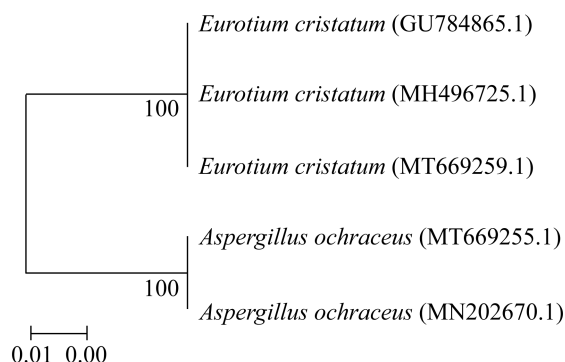 Eurotium cristatum (GU784865.1)
Eurotium cristatum (MH496725.1)
100
Eurotium cristatum (MT669259.1)
Aspergillus ochraceus (MT669255.1)
100
Aspergillus ochraceus (MN202670.1)
0.01 0.00